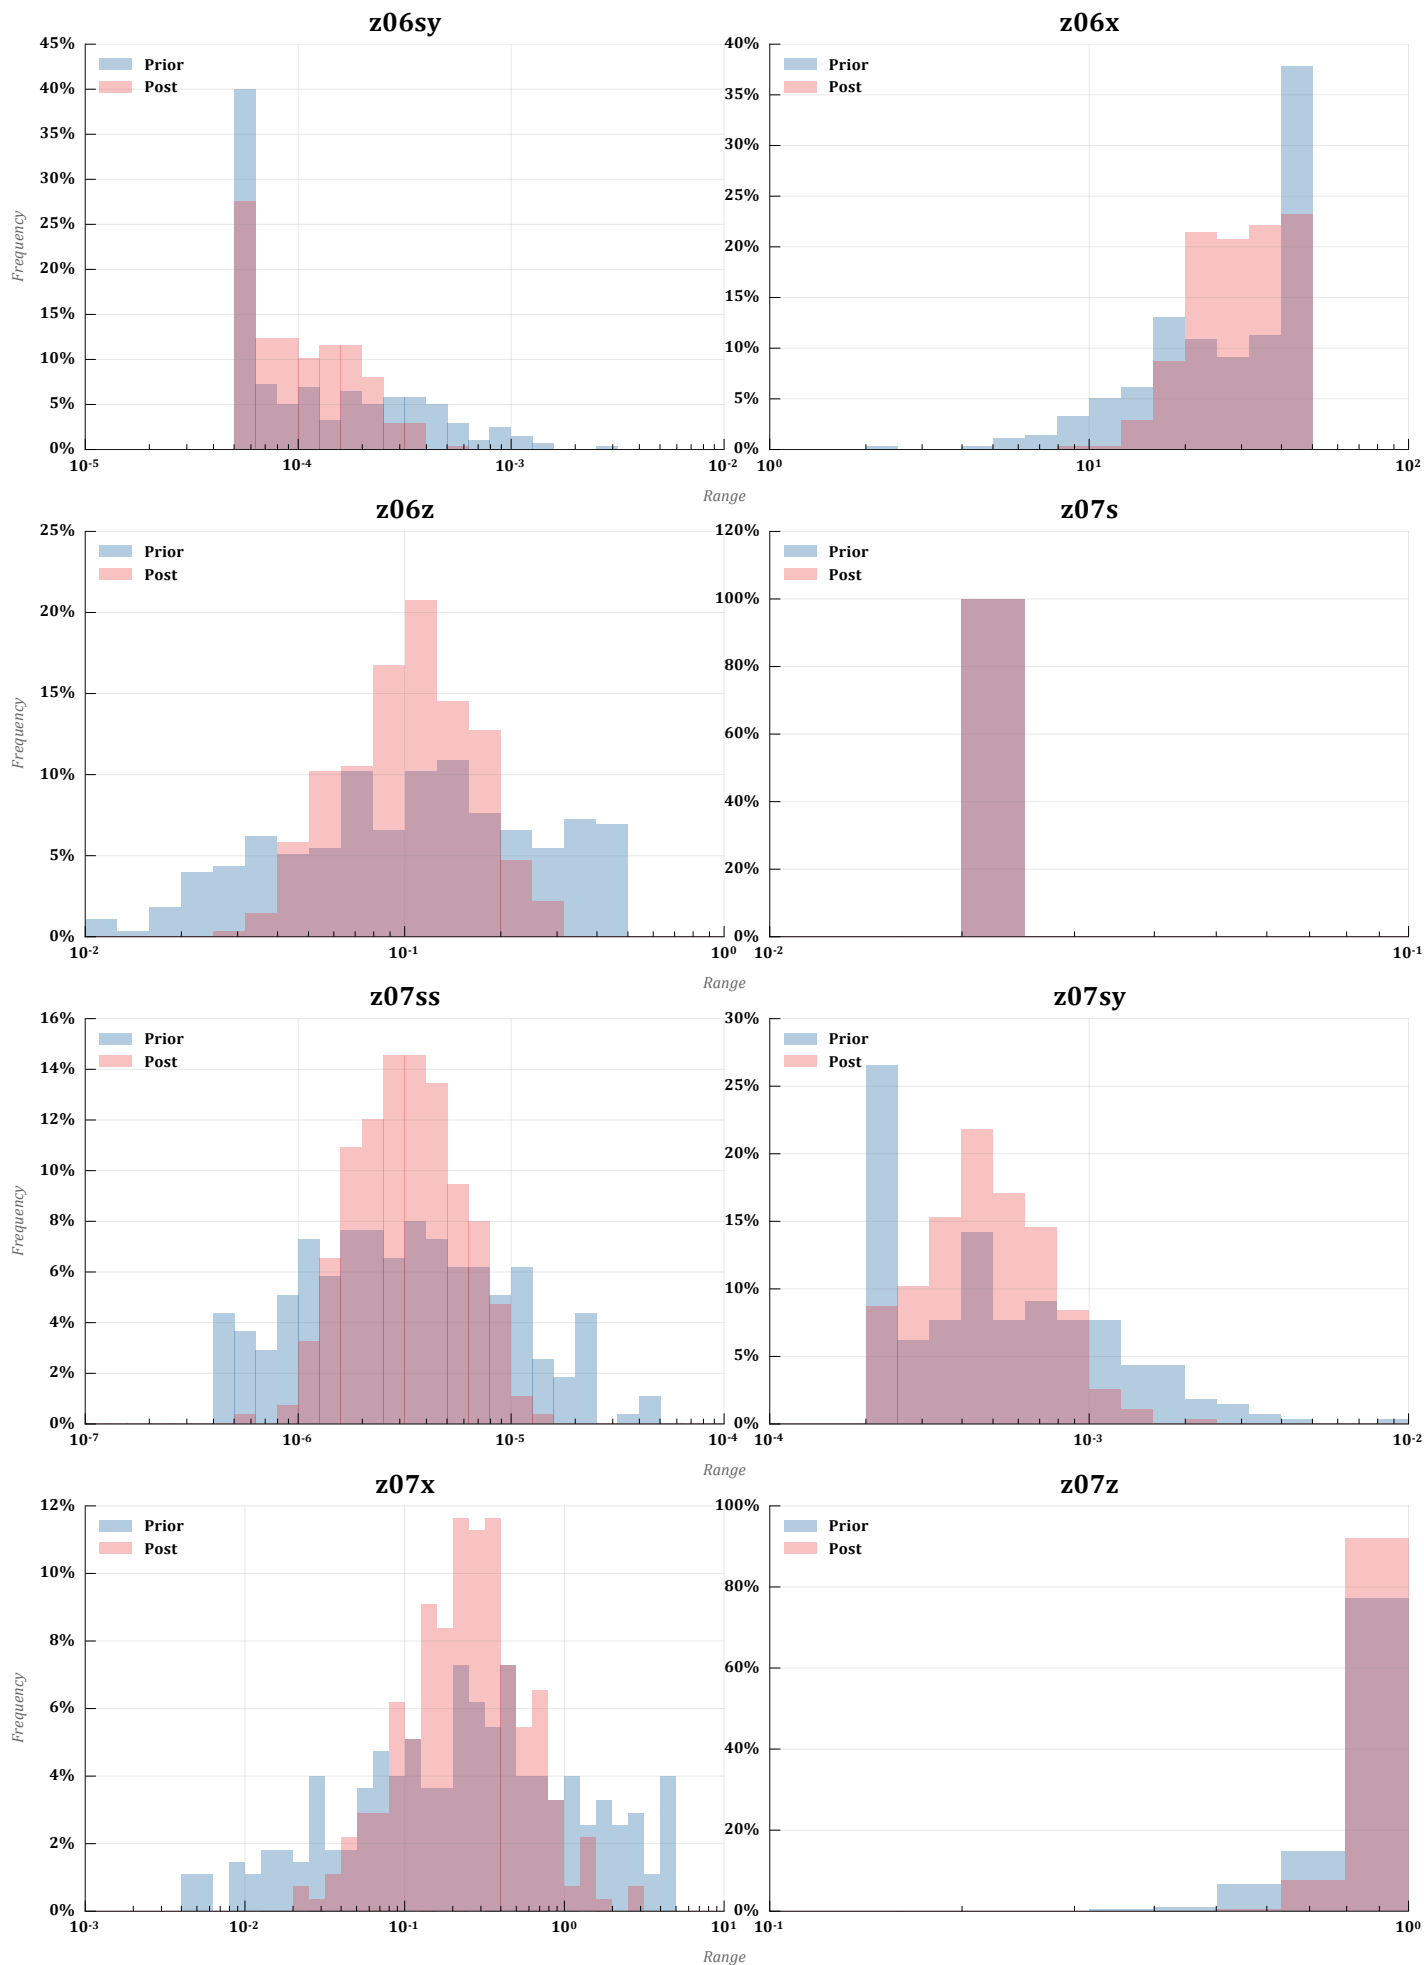 z06sy
45%
40%
35%
30%
25%
20%
15%
10%
5%
0%
Frequency
Prior
Post
10-5
10-4
10-3
10-2
Range
z06x
40%
35%
30%
25%
20%
15%
10%
5%
0%
Prior
Post
10⁰
10¹
10²
z06z
25%
20%
15%
10%
5%
0%
Frequency
Prior
Post
10-2
10-1
10⁰
Range
z07s
120%
100%
80%
60%
40%
20%
0%
Prior
Post
10-2
10-1
z07ss
16%
14%
12%
10%
8%
6%
4%
2%
0%
Frequency
Prior
Post
10-7
10-6
10-5
10-4
Range
z07sy
30%
25%
20%
15%
10%
5%
0%
Prior
Post
10-4
10-3
10-2
z07x
12%
10%
8%
6%
4%
2%
0%
Frequency
Prior
Post
10-3
10-2
10-1
10⁰
10¹
Range
z07z
100%
80%
60%
40%
20%
0%
Prior
Post
10-1
10⁰